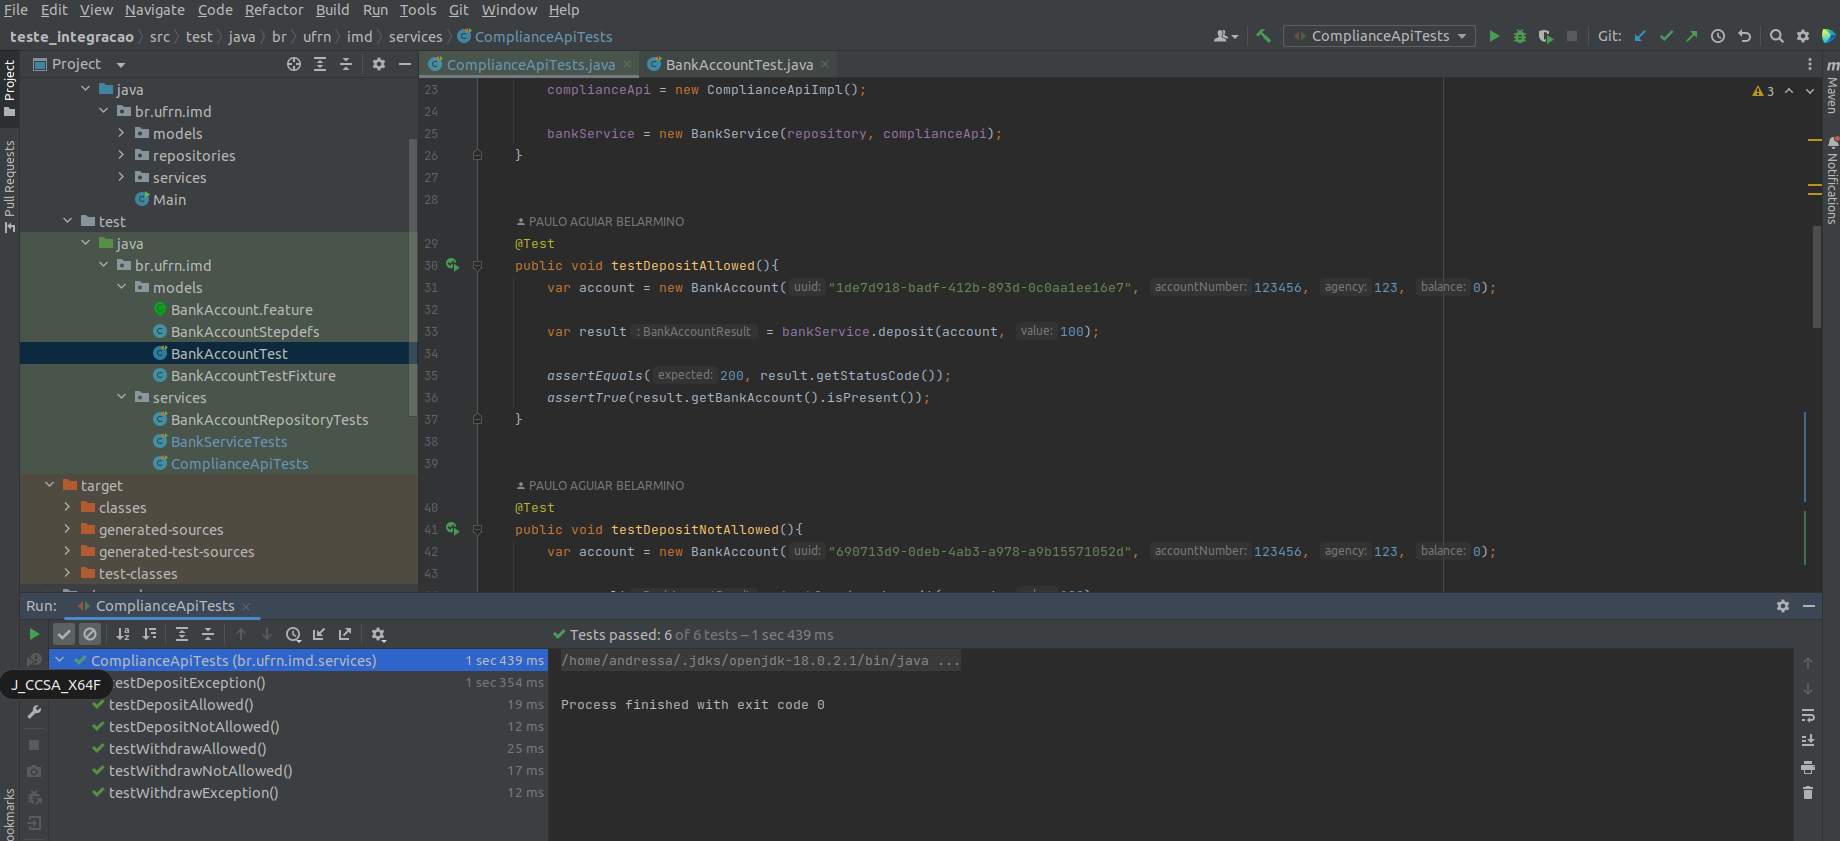 File Edit View Navigate Code Refactor Build Run Tools Git Window Help
teste_integracao src test java br ufrn imd services ComplianceApiTests
ComplianceApiTests Git:
Project
ComplianceApiTests.java BankAccountTest.java
Project
Pull Requests
ookmarks
java
br.ufrn.imd
models
repositories
services
Main
test
java
br.ufrn.imd
models
BankAccount.feature
BankAccountStepdefs
BankAccountTest
BankAccountTestFixture
services
BankAccountRepositoryTests
BankServiceTests
ComplianceApiTests
target
classes
generated-sources
generated-test-sources
test-classes
23 complianceApi = new ComplianceApiImpl();
24
25 bankService = new BankService(repository, complianceApi);
26 }
27
28
PAULO AGUIAR BELARMINO
29 @Test
30 public void testDepositAllowed(){
31 var account = new BankAccount( uuid: "1de7d918-badf-412b-893d-0c0aa1ee16e7", accountNumber: 123456, agency: 123, balance: 0);
32
33 var result : BankAccountResult = bankService.deposit(account, value: 100);
34
35 assertEquals( expected: 200, result.getStatusCode());
36 assertTrue(result.getBankAccount().isPresent());
37 }
38
39
PAULO AGUIAR BELARMINO
40 @Test
41 public void testDepositNotAllowed(){
42 var account = new BankAccount( uuid: "690713d9-0deb-4ab3-a978-a9b15571052d", accountNumber: 123456, agency: 123, balance: 0);
43
3
Maven
Notifications
Run: ComplianceApiTests
Tests passed: 6 of 6 tests – 1 sec 439 ms
ComplianceApiTests (br.ufrn.imd.services) 1 sec 439 ms
testDepositException() 1 sec 354 ms
testDepositAllowed() 19 ms
testDepositNotAllowed() 12 ms
testWithdrawAllowed() 25 ms
testWithdrawNotAllowed() 17 ms
testWithdrawException() 12 ms
J_CCSA_X64F
/home/andressa/.jdks/openjdk-18.0.2.1/bin/java ...
Process finished with exit code 0